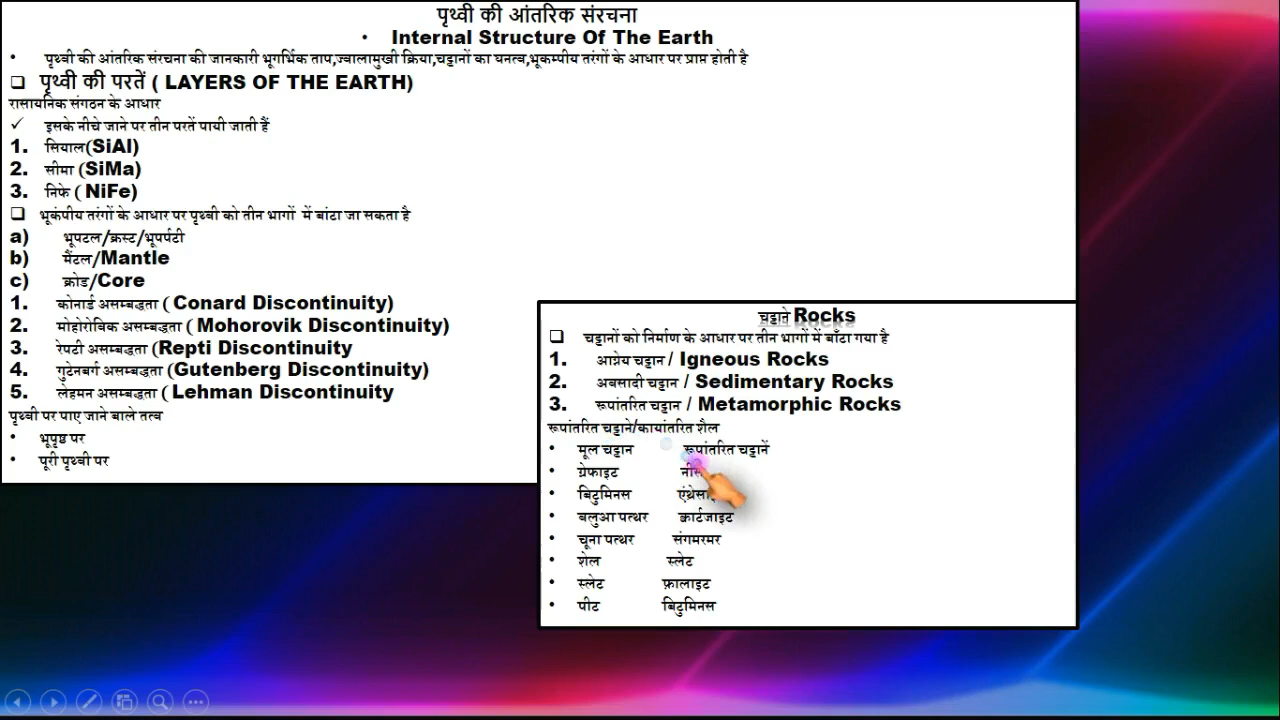 पृथ्वी की आंतरिक संरचना
• Internal Structure Of The Earth
• पृथ्वी की आंतरिक संरचना की जानकारी भूगर्भिक ताप,ज्वालामुखी क्रिया,चट्टानों का घनत्व,भूकम्पीय तरंगों के आधार पर प्राप्त होती है
❑ पृथ्वी की परतें ( LAYERS OF THE EARTH)
रासायनिक संगठन के आधार
✓ इसके नीचे जाने पर तीन परतें पायी जाती हैं
1. सियाल(SiAl)
2. सीमा (SiMa)
3. निफे ( NiFe)
❑ भूकंपीय तरंगों के आधार पर पृथ्वी को तीन भागों में बांटा जा सकता है
a) भूपटल/क्रस्ट/भूपर्पटी
b) मैंटल/Mantle
c) क्रोड/Core
1. कोनार्ड असम्बद्धता ( Conard Discontinuity)
2. मोहोरोविक असम्बद्धता ( Mohorovik Discontinuity)
3. रेपटी असम्बद्धता (Repti Discontinuity
4. गुटेनबर्ग असम्बद्धता (Gutenberg Discontinuity)
5. लेहमन असम्बद्धता ( Lehman Discontinuity
पृथ्वी पर पाए जाने बाले तत्ब
• भूपृष्ठ पर
• पूरी पृथ्वी पर
चट्टाने Rocks
❑ चट्टानों को निर्माण के आधार पर तीन भागों में बाँटा गया है
1. आग्नेय चट्टान / Igneous Rocks
2. अबसादी चट्टान / Sedimentary Rocks
3. रूपांतरित चट्टान / Metamorphic Rocks
रूपांतरित चट्टाने/कायांतरित शैल
• मूल चट्टान रूपांतरित चट्टानें
• ग्रेफाइट
• बिटुमिनस
• बलुआ पत्थर क्वार्टजाइट
• चूना पत्थर संगमरमर
• शेल स्लेट
• स्लेट फ़ालाइट
• पीट बिटुमिनस